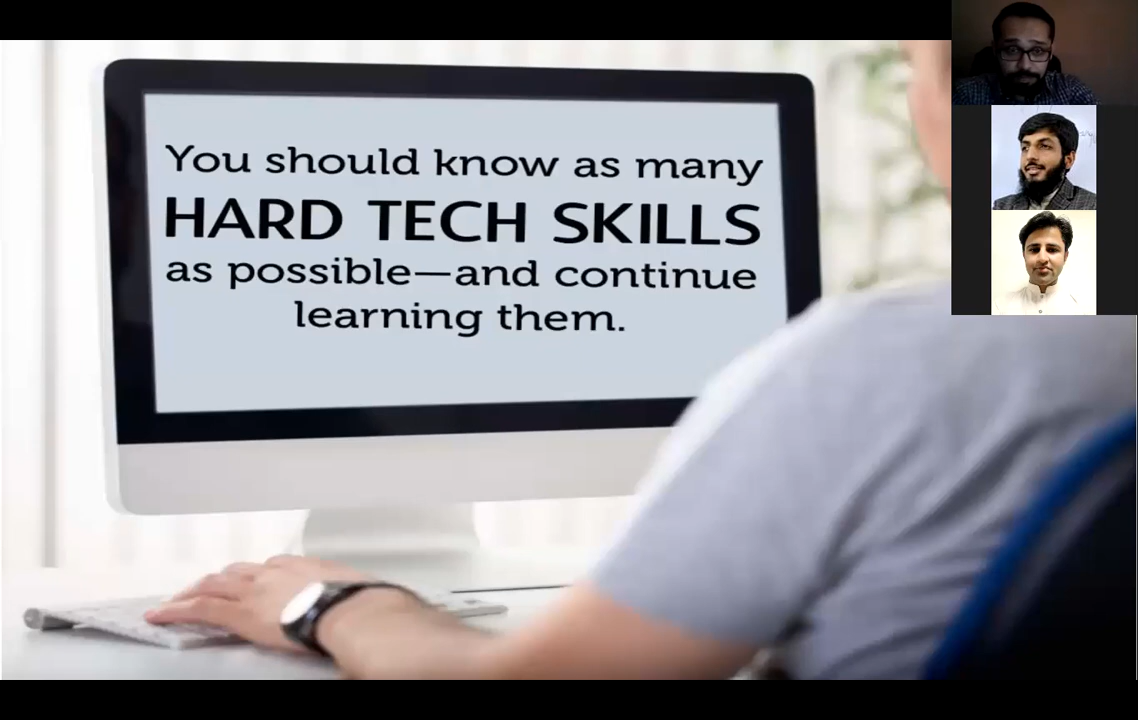 You should know as many
HARD TECH SKILLS
as possible—and continue
learning them.